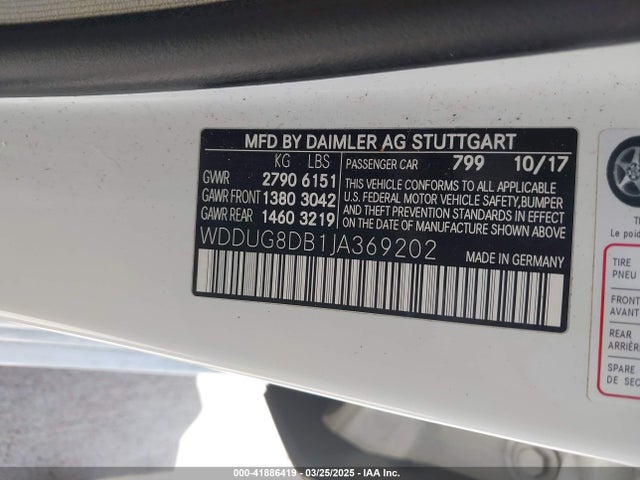 MFD BY DAIMLER AG STUTTGART
KG LBS
GWR 2790 6151
GAWR FRONT 1380 3042
GAWR REAR 1460 3219
PASSENGER CAR 799 10/17
THIS VEHICLE CONFORMS TO ALL APPLICABLE
U.S. FEDERAL MOTOR VEHICLE SAFETY,BUMPER
AND THEFT PREVENTION STANDARDS IN EFFECT
ON THE DATE OF MANUFACTURE SHOWN ABOVE
WDDUG8DB1JA369202
MADE IN GERMANY
Le poid
TIRE
PNEU
FRONT
AVANT
REAR
ARRIÈRE
SPARE
DE SEC
000-41886419 • 03/25/2025 • IAA Inc.